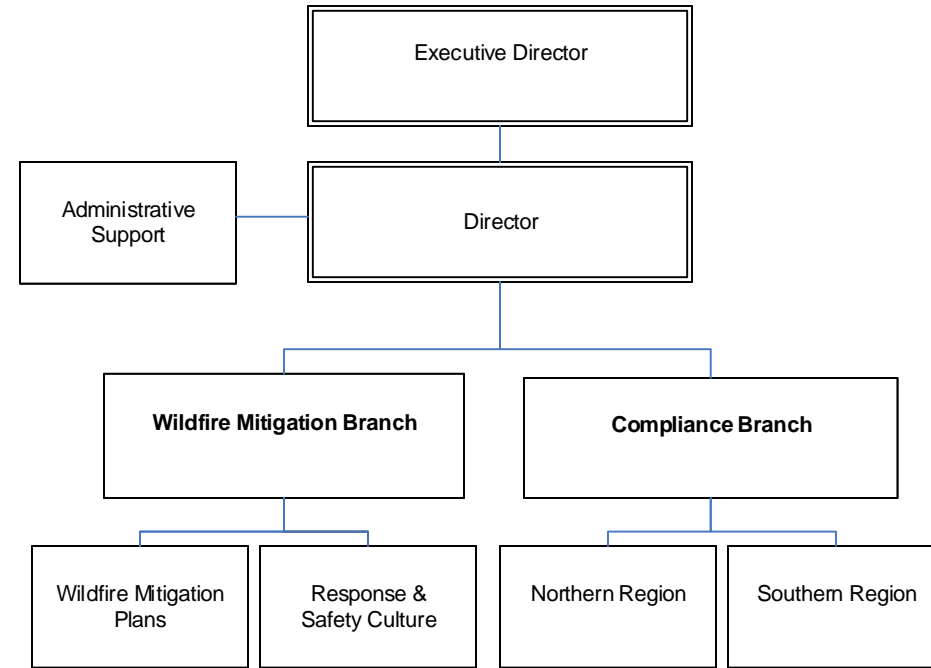 Executive Director
Administrative
Support
Director
Wildfire Mitigation Branch
Compliance Branch
Wildfire Mitigation
Plans
Response &
Safety Culture
Northern Region
Southern Region